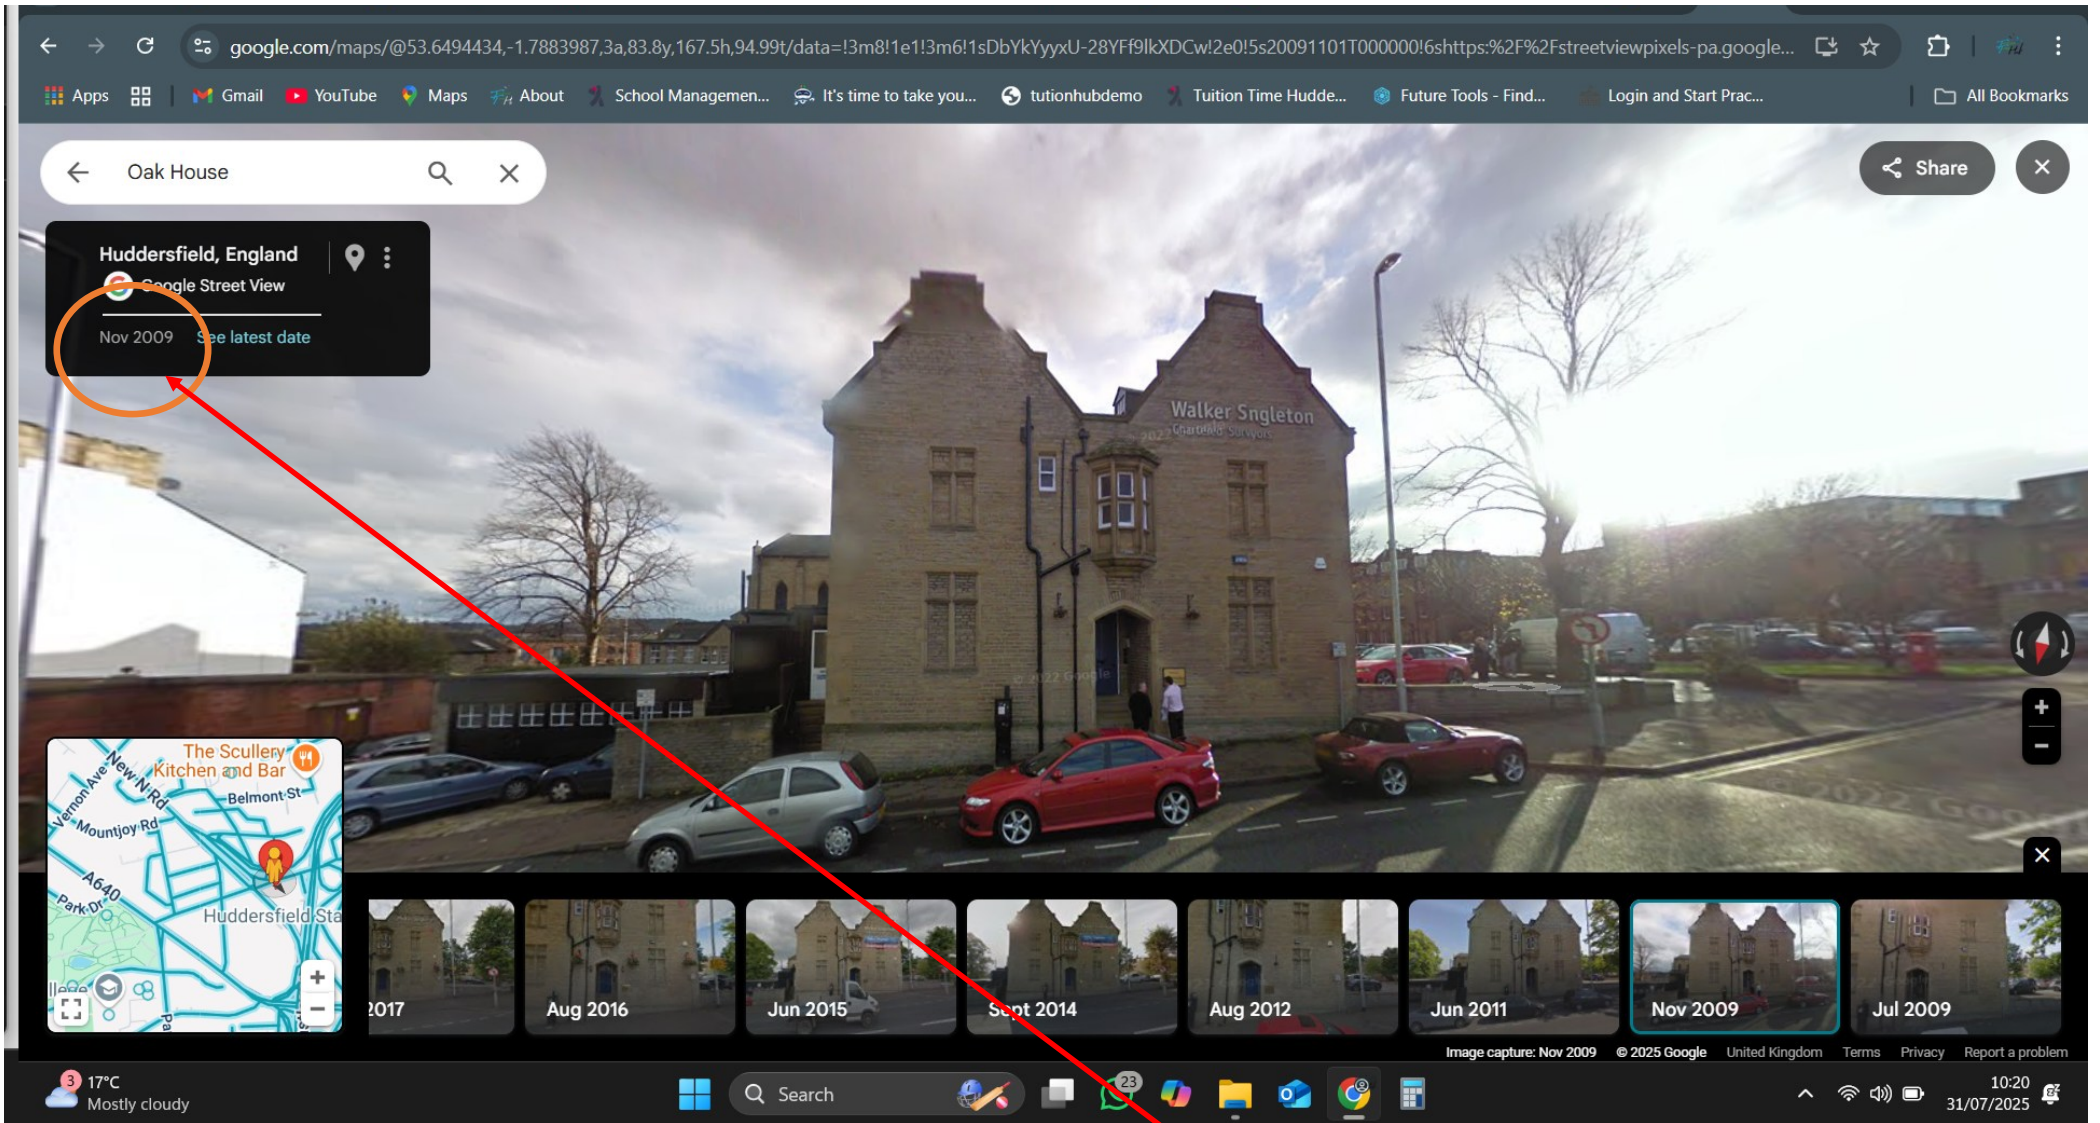 google.com/maps/@53.6494434,-1.7883987,3a,83.8y,167.5h,94.99t/data=!3m8!1e1!3m6!1sDbYkYyyxU-28YFf9lkXDCw!2e0!5s20091101T000000!6shttps:%2F%2Fstreetviewpixels-pa.google...
Apps Gmail YouTube Maps About School Managemen... It's time to take you... tutionhubdemo Tuition Time Hudde... Future Tools - Find... Login and Start Prac... All Bookmarks
Oak House
Share
Huddersfield, England
Google Street View
Nov 2009 See latest date
Walker Sngleton
© 2022 Google
The Scullery
Kitchen and Bar
Vernon Ave
New N Rd
Belmont St
Mountjoy Rd
A640
Park Dr
Huddersfield Sta
llege
Pa
2017 Aug 2016 Jun 2015 Sept 2014 Aug 2012 Jun 2011 Nov 2009 Jul 2009
Image capture: Nov 2009 © 2025 Google United Kingdom Terms Privacy Report a problem
3
17°C
Mostly cloudy
Search
23
10:20
31/07/2025